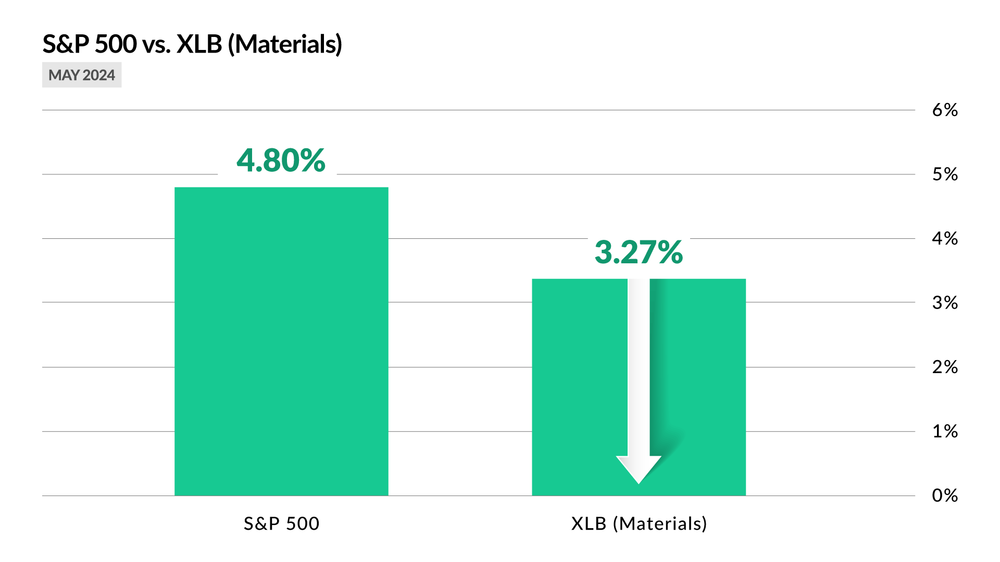 S&P 500 vs. XLB (Materials)
MAY 2024
6%
4.80%
5%
4%
3.27%
3%
2%
1%
0%
S&P 500
XLB (Materials)